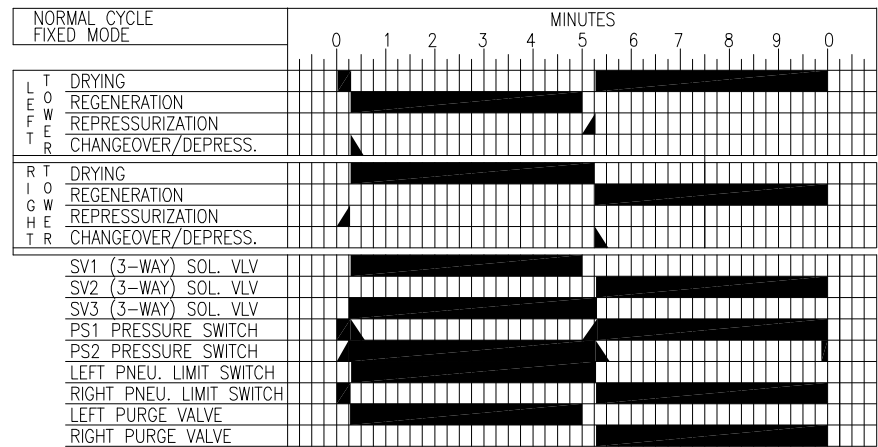 NORMAL CYCLE
FIXED MODE
MINUTES
0 1 2 3 4 5 6 7 8 9 0
LEFT TOWER
DRYING
REGENERATION
REPRESSURIZATION
CHANGEOVER/DEPRESS.
RIGHT TOWER
DRYING
REGENERATION
REPRESSURIZATION
CHANGEOVER/DEPRESS.
SV1 (3-WAY) SOL. VLV
SV2 (3-WAY) SOL. VLV
SV3 (3-WAY) SOL. VLV
PS1 PRESSURE SWITCH
PS2 PRESSURE SWITCH
LEFT PNEU. LIMIT SWITCH
RIGHT PNEU. LIMIT SWITCH
LEFT PURGE VALVE
RIGHT PURGE VALVE